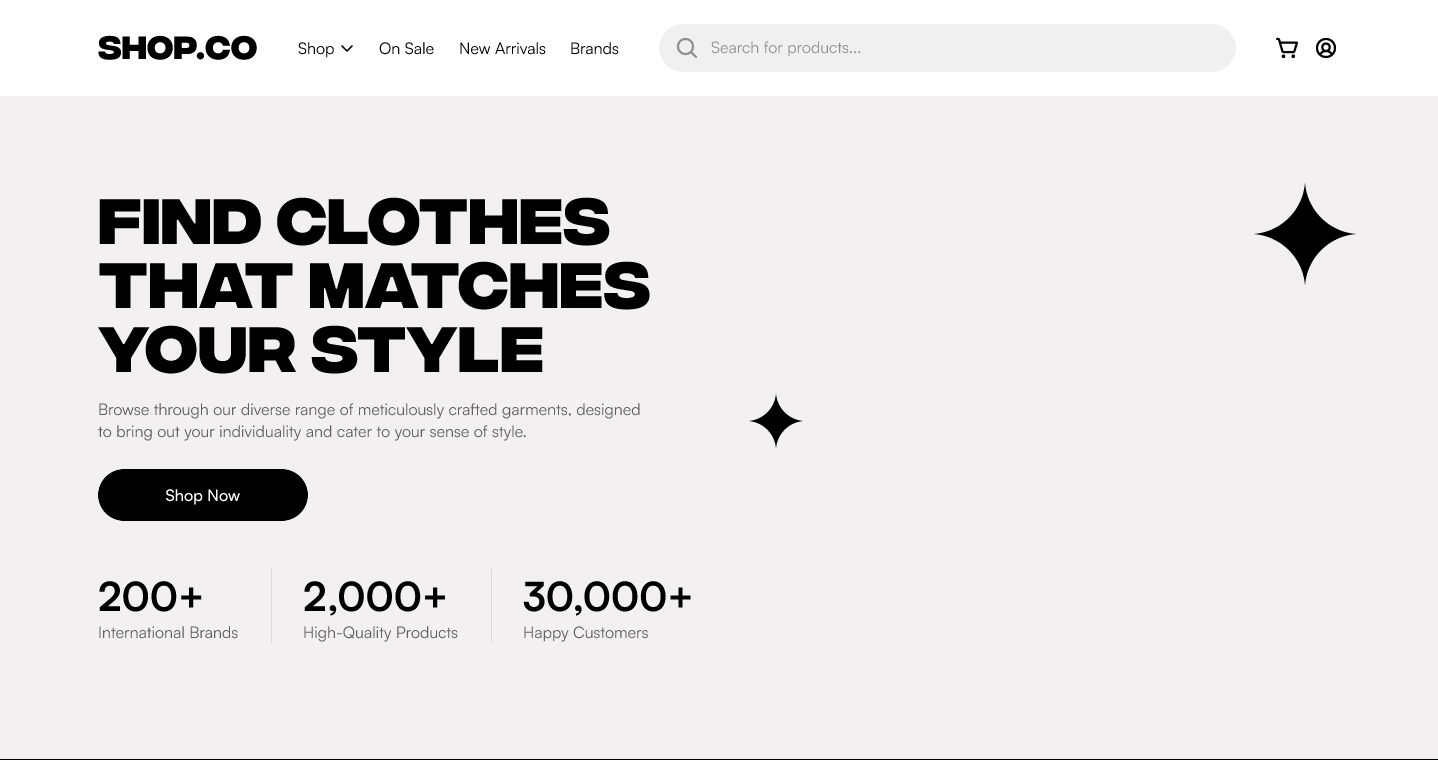 SHOP.CO
Shop
On Sale
New Arrivals
Brands
Search for products...
FIND CLOTHES
THAT MATCHES
YOUR STYLE
Browse through our diverse range of meticulously crafted garments, designed
to bring out your individuality and cater to your sense of style.
Shop Now
200+
International Brands
2,000+
High-Quality Products
30,000+
Happy Customers